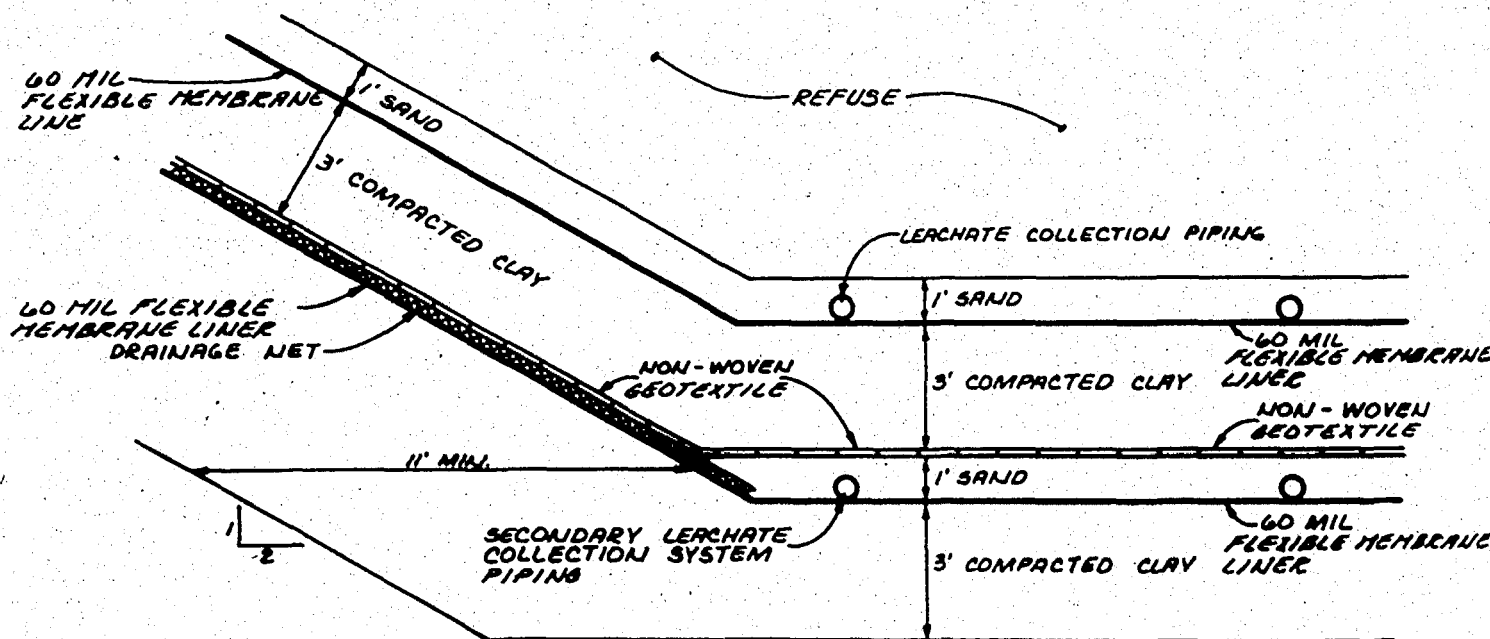 60 MIL
FLEXIBLE MEMBRANE
LINE
1' SAND
REFUSE
3' COMPACTED CLAY
LEACHATE COLLECTION PIPING
60 MIL FLEXIBLE
MEMBRANE LINER
DRAINAGE NET
1' SAND
60 MIL
FLEXIBLE MEMBRANE
LINER
NON-WOVEN
GEOTEXTILE
3' COMPACTED CLAY
NON-WOVEN
GEOTEXTILE
11' MIN.
1' SAND
1
2
SECONDARY LEACHATE
COLLECTION SYSTEM
PIPING
60 MIL
FLEXIBLE MEMBRANE
LINER
3' COMPACTED CLAY